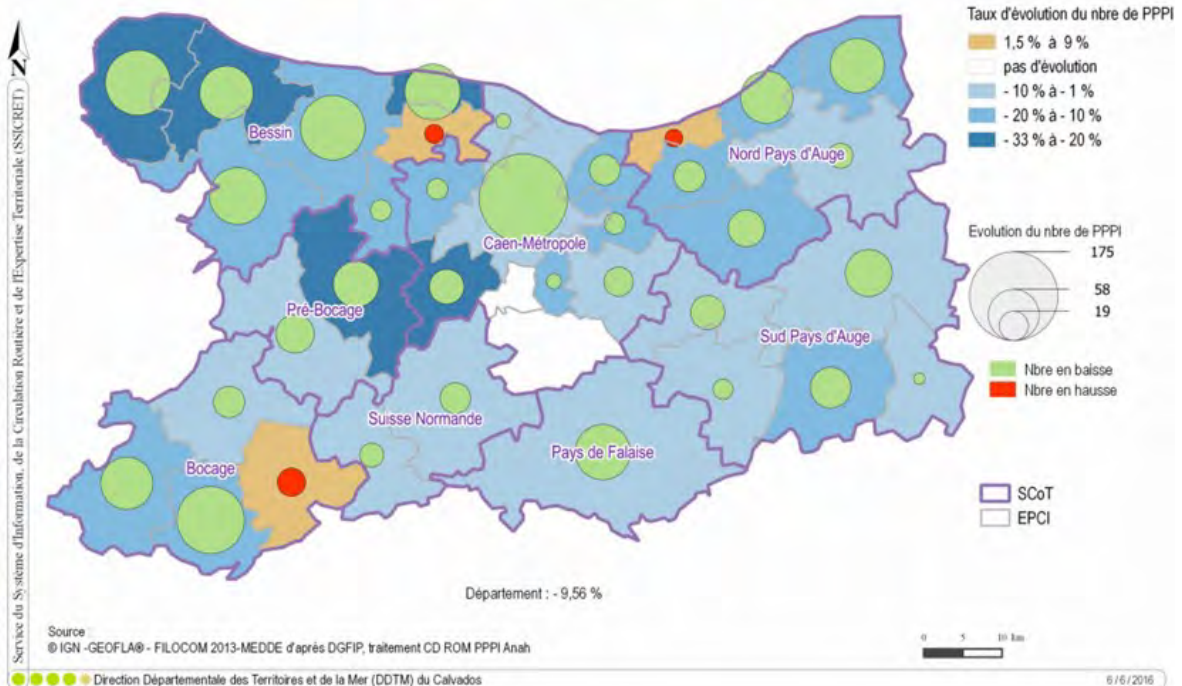 Taux d'évolution du nbre de PPPI
1,5 % à 9 %
pas d'évolution
- 10 % à - 1 %
- 20 % à - 10 %
- 33 % à - 20 %
Evolution du nbre de PPPI
175
58
19
Nbre en baisse
Nbre en hausse
SCoT
EPCI
N
Bessin
Nord Pays d'Auge
Caen-Métropole
Pré-Bocage
Sud Pays d'Auge
Suisse Normande
Pays de Falaise
Bocage
Département : - 9,56 %
Source :
© IGN -GEOFLA® - FILOCOM 2013-MEDDE d'après DGFIP, traitement CD ROM PPPI Anah
0 5 10 km
Service du Système d'Information, de la Circulation Routière et de l'Expertise Territoriale (SSICRET)
Direction Départementale des Territoires et de la Mer (DDTM) du Calvados
6/6/2016